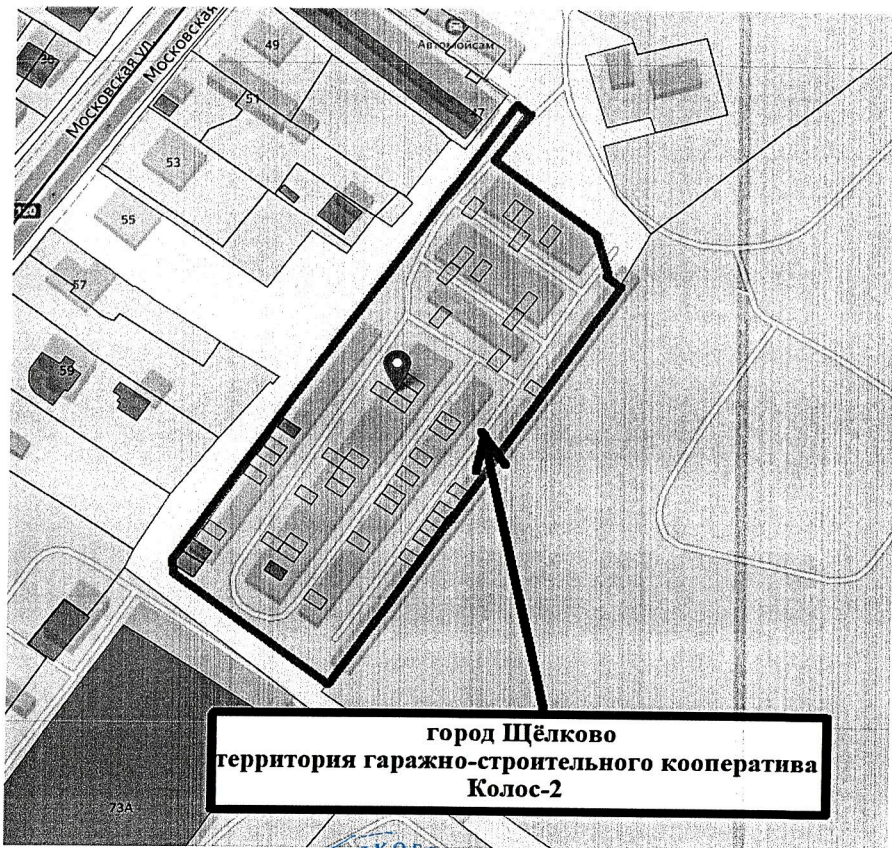 49
Автомойсам
Московская ул.
Московская
38
51
47
53
55
57
59
город Щёлково
территория гаражно-строительного кооператива
Колос-2
73А